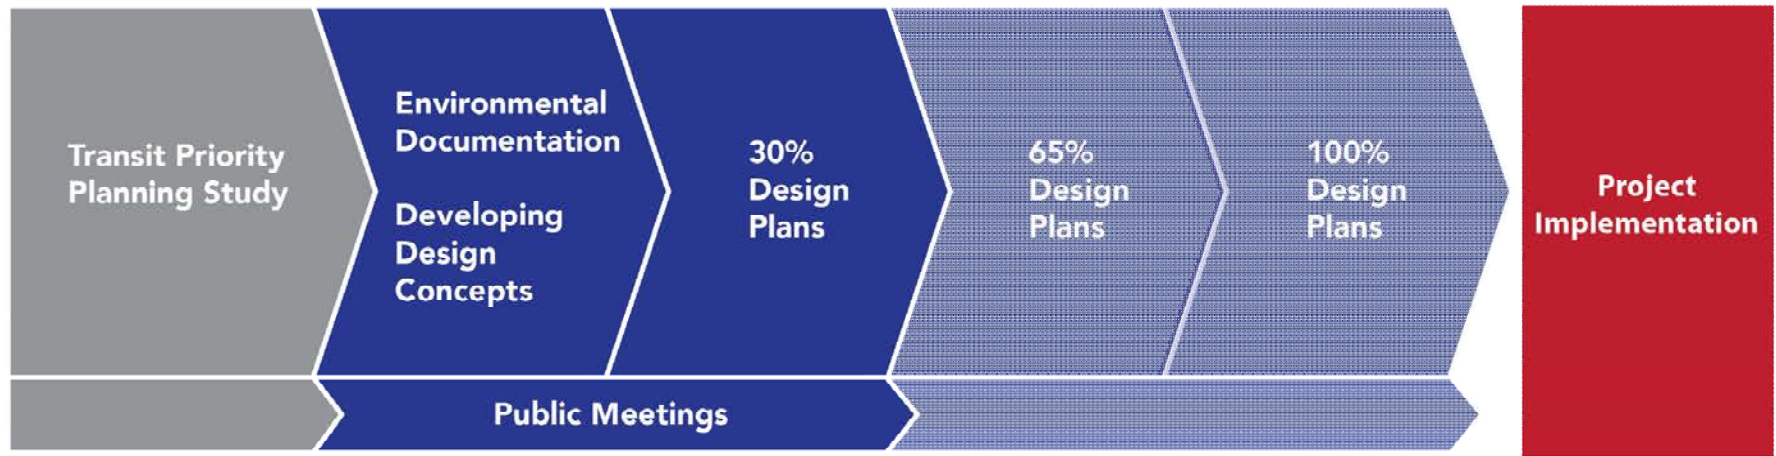 Transit Priority
Planning Study
Environmental
Documentation
Developing
Design
Concepts
30%
Design
Plans
65%
Design
Plans
100%
Design
Plans
Project
Implementation
Public Meetings